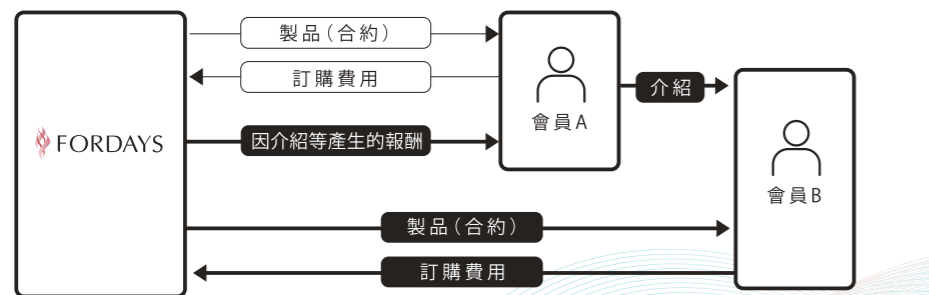 製品(合約)
訂購費用
介紹
會員A
FORDAYS
因介紹等產生的報酬
會員B
製品(合約)
訂購費用